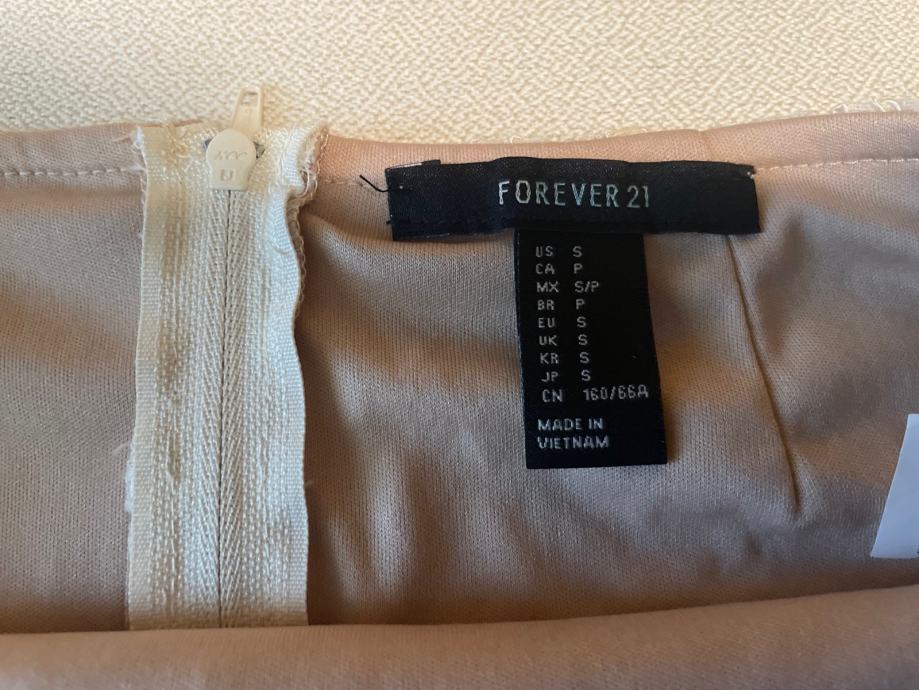 FOREVER 21
US S
CA P
MX S/P
BR P
EU S
UK S
KR S
JP S
CN 160/66A
MADE IN
VIETNAM